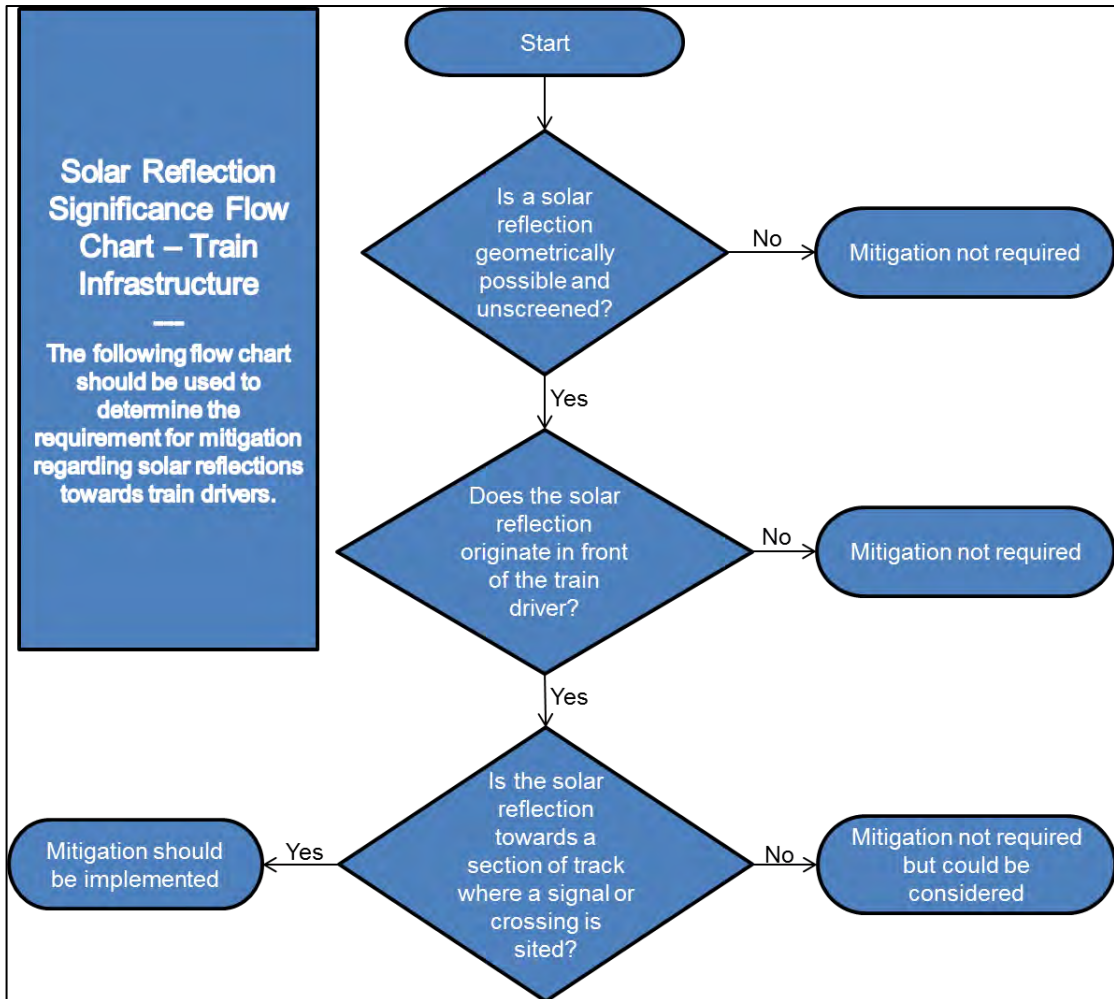 Solar Reflection
Significance Flow
Chart – Train
Infrastructure
---
The following flow chart
should be used to
determine the
requirement for mitigation
regarding solar reflections
towards train drivers.
Start
Is a solar
reflection
geometrically
possible and
unscreened?
No
Mitigation not required
Yes
Does the solar
reflection
originate in front
of the train
driver?
No
Mitigation not required
Yes
Is the solar
reflection
towards a
section of track
where a signal or
crossing is
sited?
Yes
Mitigation should
be implemented
No
Mitigation not required
but could be
considered